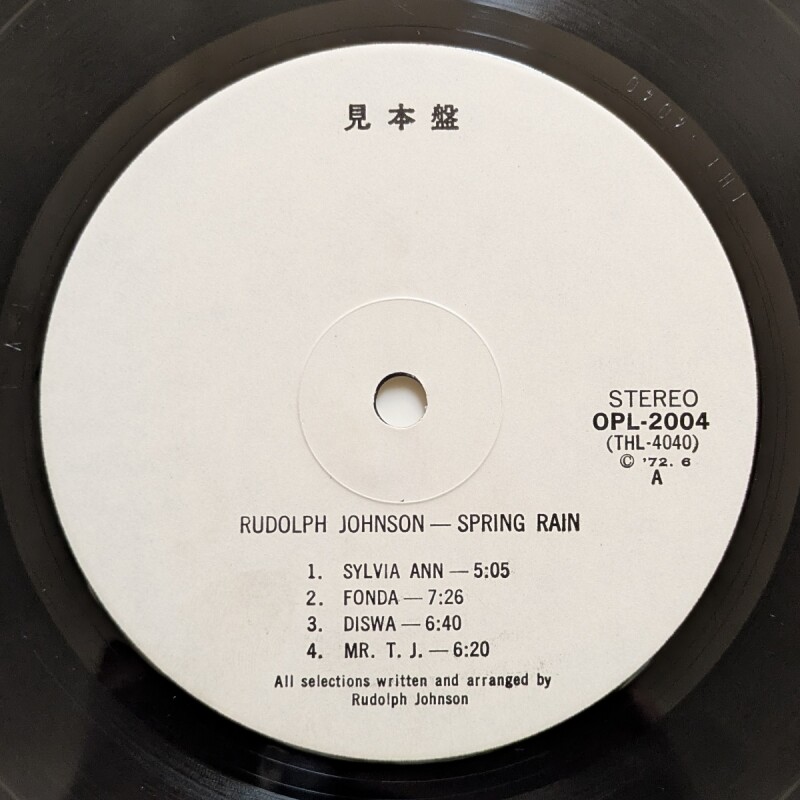 見本盤
THL-4040
STEREO
OPL-2004
(THL-4040)
© '72. 6
A
RUDOLPH JOHNSON — SPRING RAIN
1. SYLVIA ANN — 5:05
2. FONDA — 7:26
3. DISWA — 6:40
4. MR. T. J. — 6:20
All selections written and arranged by
Rudolph Johnson